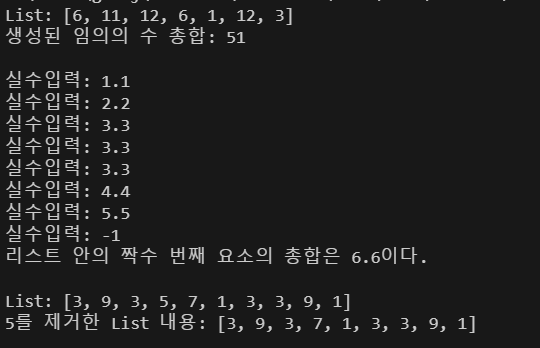 List: [6, 11, 12, 6, 1, 12, 3]
생성된 임의의 수 총합: 51
실수입력: 1.1
실수입력: 2.2
실수입력: 3.3
실수입력: 3.3
실수입력: 3.3
실수입력: 4.4
실수입력: 5.5
실수입력: -1
리스트 안의 짝수 번째 요소의 총합은 6.6이다.
List: [3, 9, 3, 5, 7, 1, 3, 3, 9, 1]
5를 제거한 List 내용: [3, 9, 3, 7, 1, 3, 3, 9, 1]